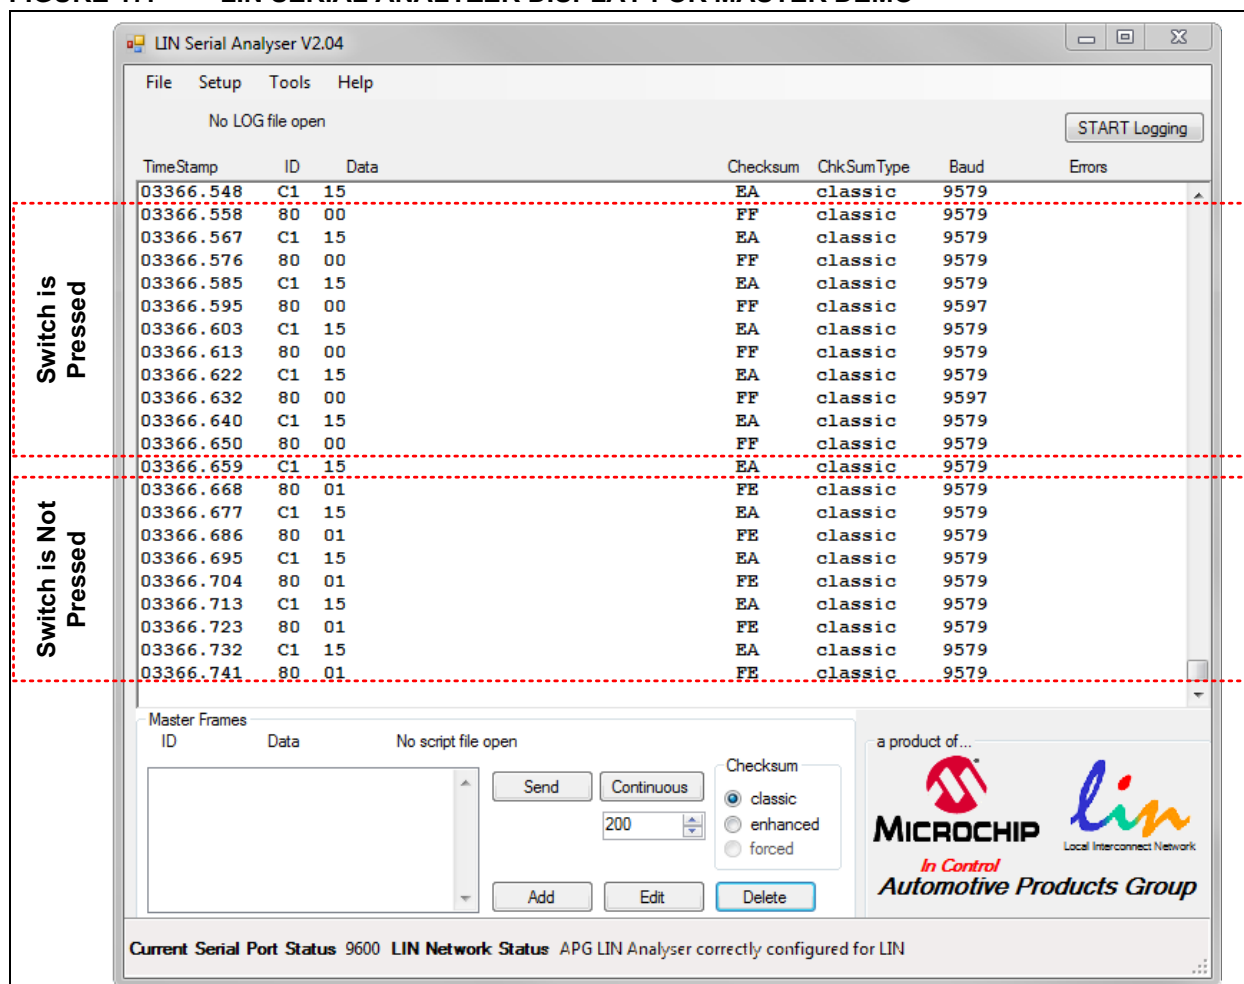 FIGURE 1.1 LIN SERIAL ANALYZER DISPLAY FOR MASTER DEMO
LIN Serial Analyser V2.04
File Setup Tools Help
No LOG file open
START Logging
TimeStamp ID Data Checksum ChkSumType Baud Errors
03366.548 C1 15 EA classic 9579
03366.558 80 00 FF classic 9579
03366.567 C1 15 EA classic 9579
03366.576 80 00 FF classic 9579
03366.585 C1 15 EA classic 9579
03366.595 80 00 FF classic 9597
03366.603 C1 15 EA classic 9579
03366.613 80 00 FF classic 9579
03366.622 C1 15 EA classic 9579
03366.632 80 00 FF classic 9597
03366.640 C1 15 EA classic 9579
03366.650 80 00 FF classic 9579
03366.659 C1 15 EA classic 9579
03366.668 80 01 FE classic 9579
03366.677 C1 15 EA classic 9579
03366.686 80 01 FE classic 9579
03366.695 C1 15 EA classic 9579
03366.704 80 01 FE classic 9579
03366.713 C1 15 EA classic 9579
03366.723 80 01 FE classic 9579
03366.732 C1 15 EA classic 9579
03366.741 80 01 FE classic 9579
Switch is
Pressed
Switch is Not
Pressed
Master Frames
ID Data No script file open
Send Continuous
200
Add Edit Delete
Checksum
classic
enhanced
forced
a product of...
MICROCHIP
lin
Local Interconnect Network
In Control
Automotive Products Group
Current Serial Port Status 9600 LIN Network Status APG LIN Analyser correctly configured for LIN